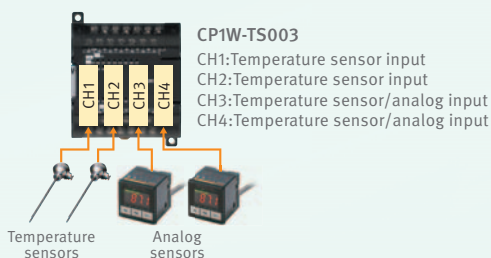 CP1W-TS003
CH1:Temperature sensor input
CH2:Temperature sensor input
CH3:Temperature sensor/analog input
CH4:Temperature sensor/analog input
CH1
CH2
CH3
CH4
Temperature
sensors
Analog
sensors